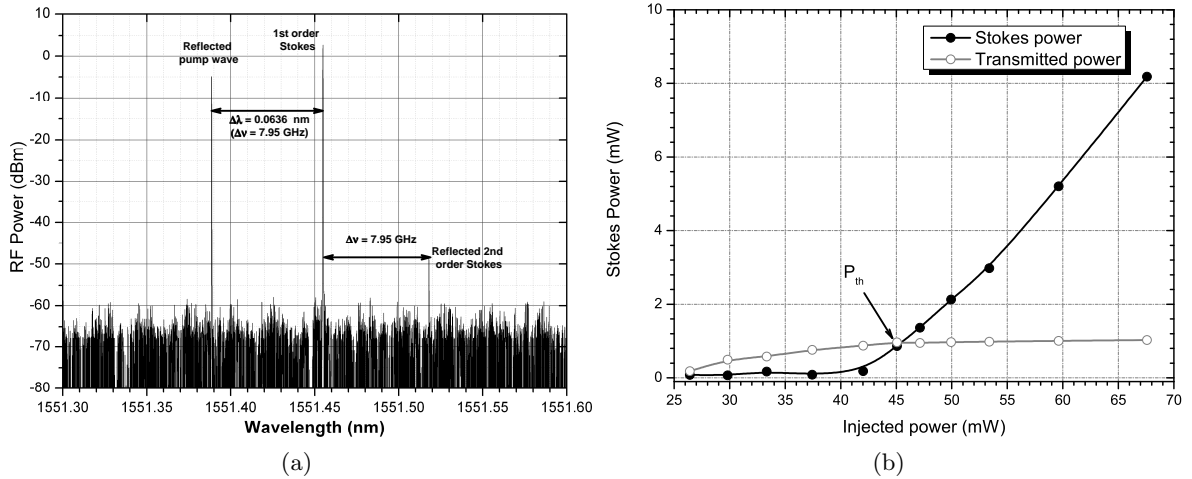 10
0
-10
-20
-30
-40
-50
-60
-70
-80
RF Power (dBm)
Reflected
pump wave
1st order
Stokes
Δλ = 0.0636 nm
(Δν = 7.95 GHz)
Δν = 7.95 GHz
Reflected 2nd
order Stokes
1551.30 1551.35 1551.40 1551.45 1551.50 1551.55 1551.60
Wavelength (nm)
(a)
10
8
6
4
2
0
Stokes Power (mW)
Stokes power
Transmitted power
Pth
25 30 35 40 45 50 55 60 65 70
Injected power (mW)
(b)